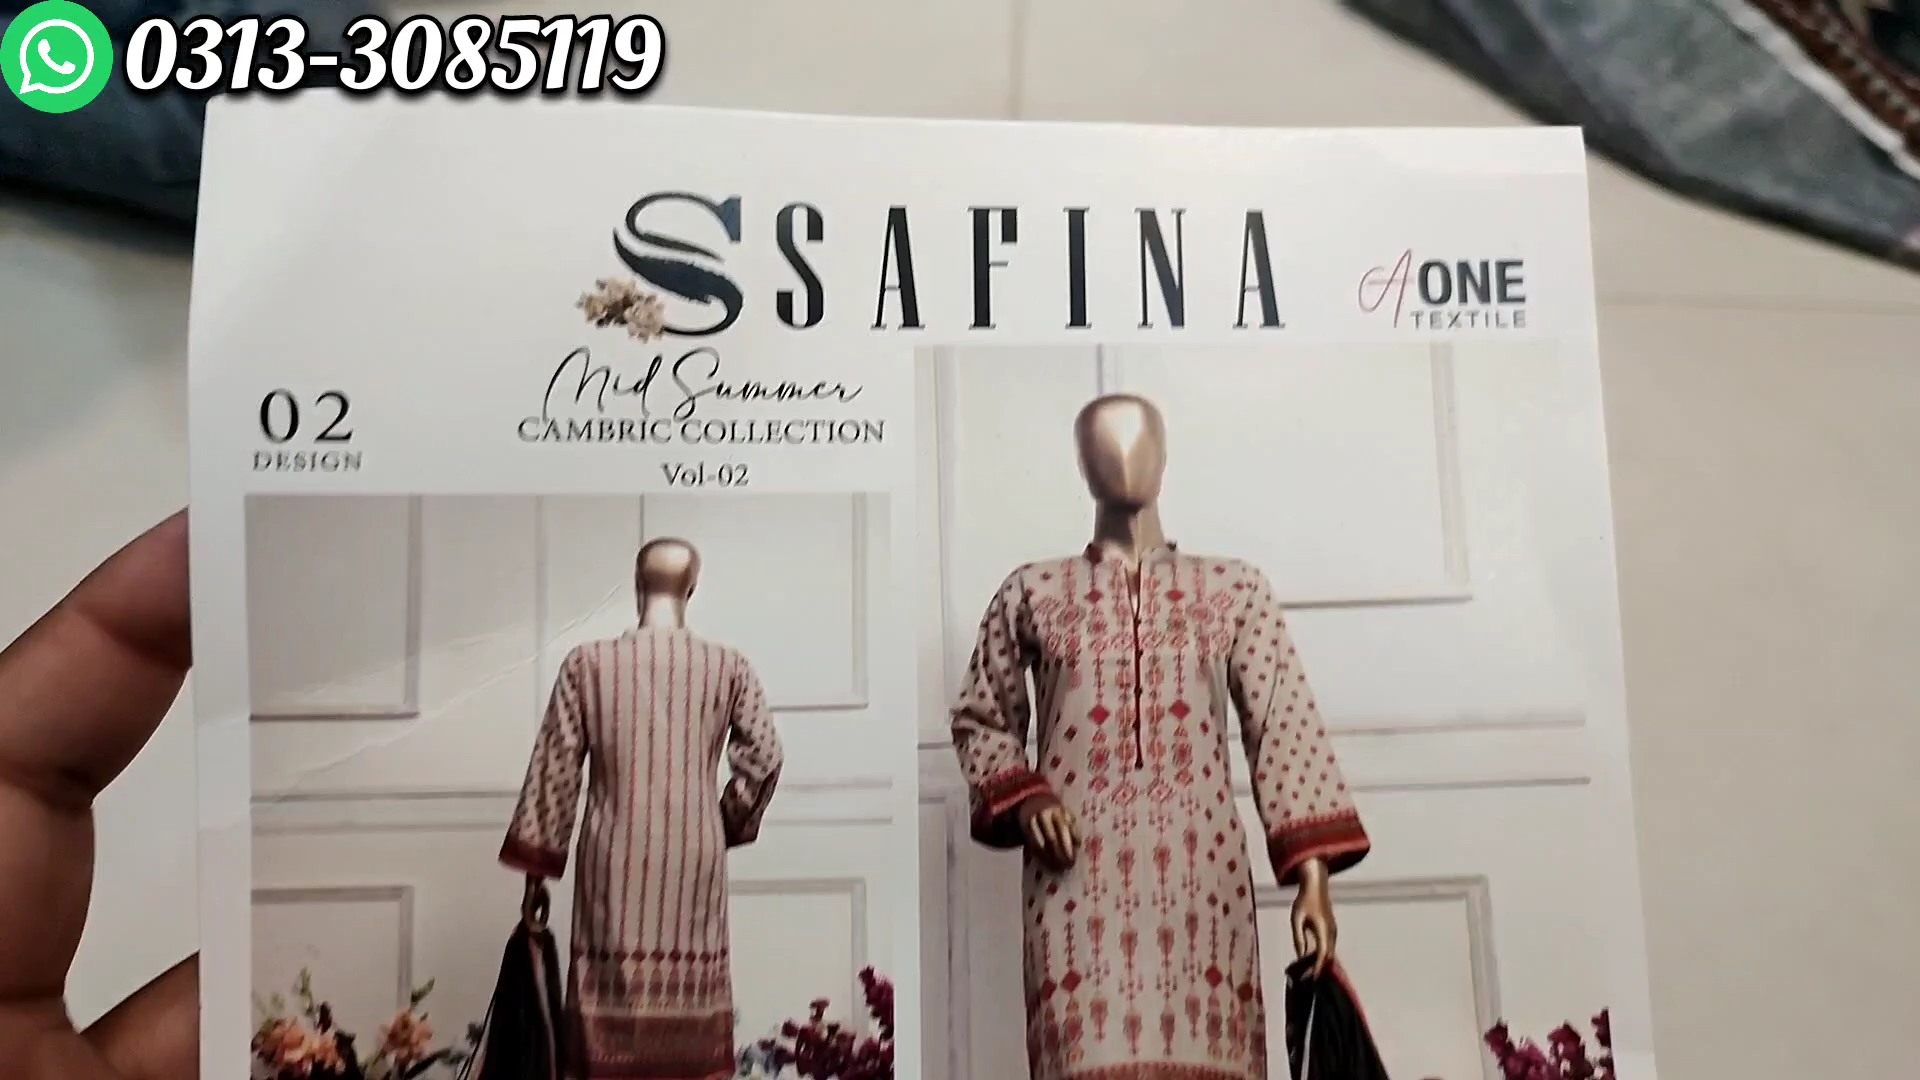 0313-3085119
S SAFINA
A ONE
TEXTILE
Mid Summer
CAMBRIC COLLECTION
Vol-02
02
DESIGN